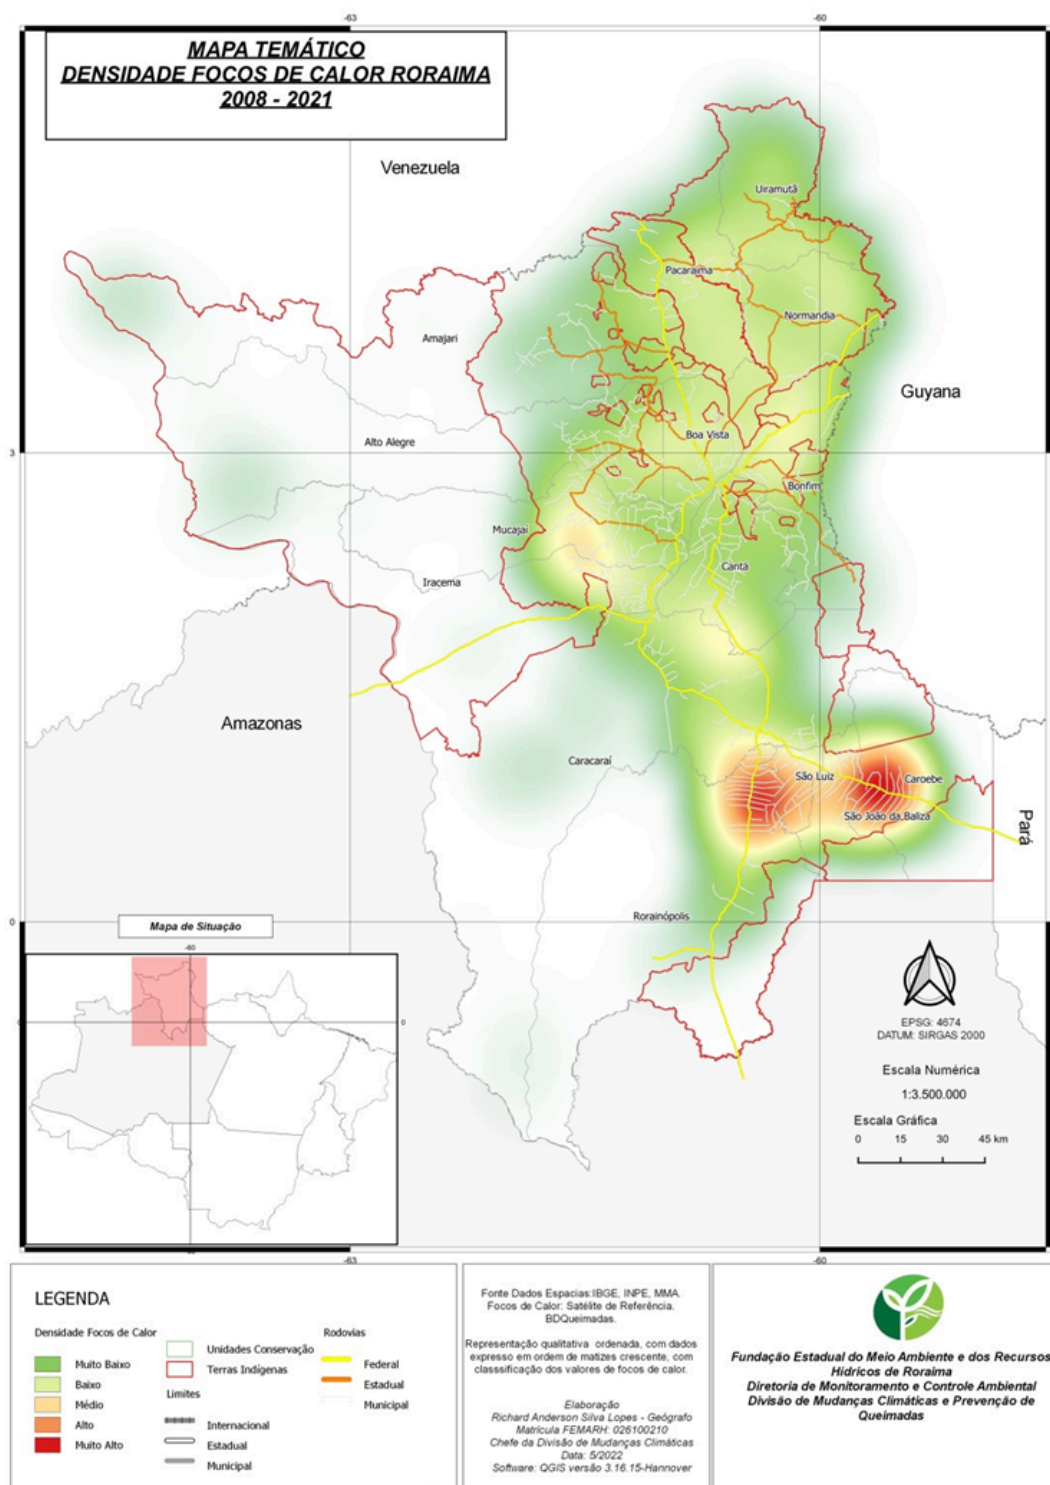 -63
-60
MAPA TEMÁTICO
DENSIDADE FOCOS DE CALOR RORAIMA
2008 - 2021
Venezuela
Uiramutã
Pacaraima
Normandia
Amajari
Guyana
Boa Vista
Alto Alegre
3
Bonfim
Mucajaí
Cantá
Iracema
Amazonas
Caracaraí
São Luiz
Caroebe
São João da Baliza
Pará
Rorainópolis
0
Mapa de Situação
-60
0
0
EPSG: 4674
DATUM: SIRGAS 2000
Escala Numérica
1:3.500.000
Escala Gráfica
0 15 30 45 km
-63
-60
LEGENDA
Densidade Focos de Calor
Muito Baixo
Baixo
Médio
Alto
Muito Alto
Unidades Conservação
Terras Indígenas
Limites
Internacional
Estadual
Municipal
Rodovias
Federal
Estadual
Municipal
Fonte Dados Espacias:IBGE, INPE, MMA.
Focos de Calor: Satélite de Referência.
BDQueimadas.
Representação qualitativa ordenada, com dados
expresso em ordem de matizes crescente, com
classsificação dos valores de focos de calor.
Elaboração
Richard Anderson Silva Lopes - Geógrafo
Matrícula FEMARH: 026100210
Chefe da Divisão de Mudanças Climáticas
Data: 5/2022
Software: QGIS versão 3.16.15-Hannover
Fundação Estadual do Meio Ambiente e dos Recursos
Hídricos de Roraima
Diretoria de Monitoramento e Controle Ambiental
Divisão de Mudanças Climáticas e Prevenção de
Queimadas